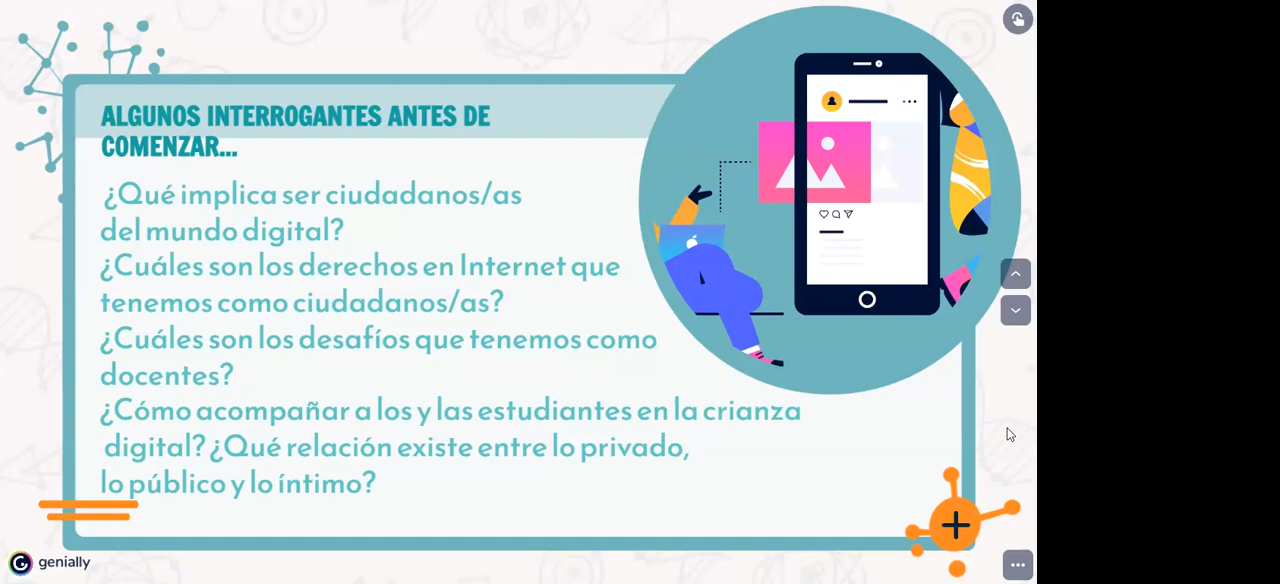 ALGUNOS INTERROGANTES ANTES DE
COMENZAR...
¿Qué implica ser ciudadanos/as
del mundo digital?
¿Cuáles son los derechos en Internet que
tenemos como ciudadanos/as?
¿Cuáles son los desafíos que tenemos como
docentes?
¿Cómo acompañar a los y las estudiantes en la crianza
digital? ¿Qué relación existe entre lo privado,
lo público y lo íntimo?
genially